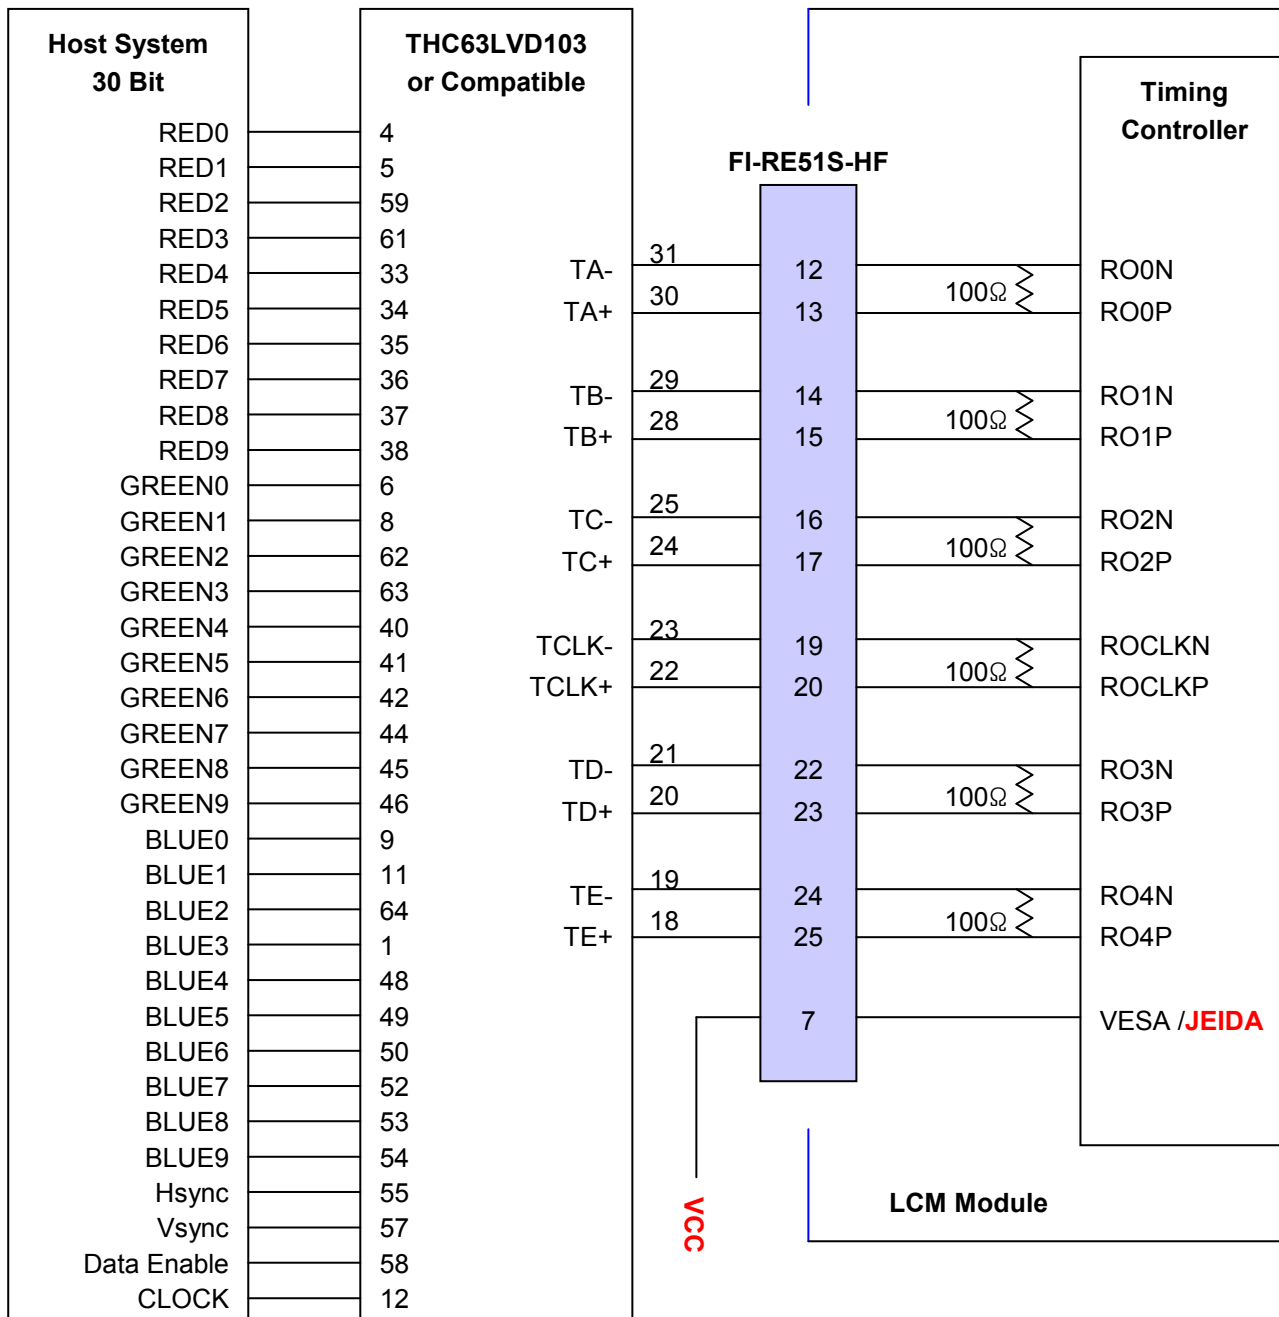 Host System
30 Bit
RED0
RED1
RED2
RED3
RED4
RED5
RED6
RED7
RED8
RED9
GREEN0
GREEN1
GREEN2
GREEN3
GREEN4
GREEN5
GREEN6
GREEN7
GREEN8
GREEN9
BLUE0
BLUE1
BLUE2
BLUE3
BLUE4
BLUE5
BLUE6
BLUE7
BLUE8
BLUE9
Hsync
Vsync
Data Enable
CLOCK
THC63LVD103
or Compatible
4
5
59
61
33
34
35
36
37
38
6
8
62
63
40
41
42
44
45
46
9
11
64
1
48
49
50
52
53
54
55
57
58
12
TA-
TA+
TB-
TB+
TC-
TC+
TCLK-
TCLK+
TD-
TD+
TE-
TE+
31
30
29
28
25
24
23
22
21
20
19
18
VCC
FI-RE51S-HF
12
13
14
15
16
17
19
20
22
23
24
25
7
100Ω
100Ω
100Ω
100Ω
100Ω
100Ω
Timing
Controller
RO0N
RO0P
RO1N
RO1P
RO2N
RO2P
ROCLKN
ROCLKP
RO3N
RO3P
RO4N
RO4P
VESA /JEIDA
LCM Module